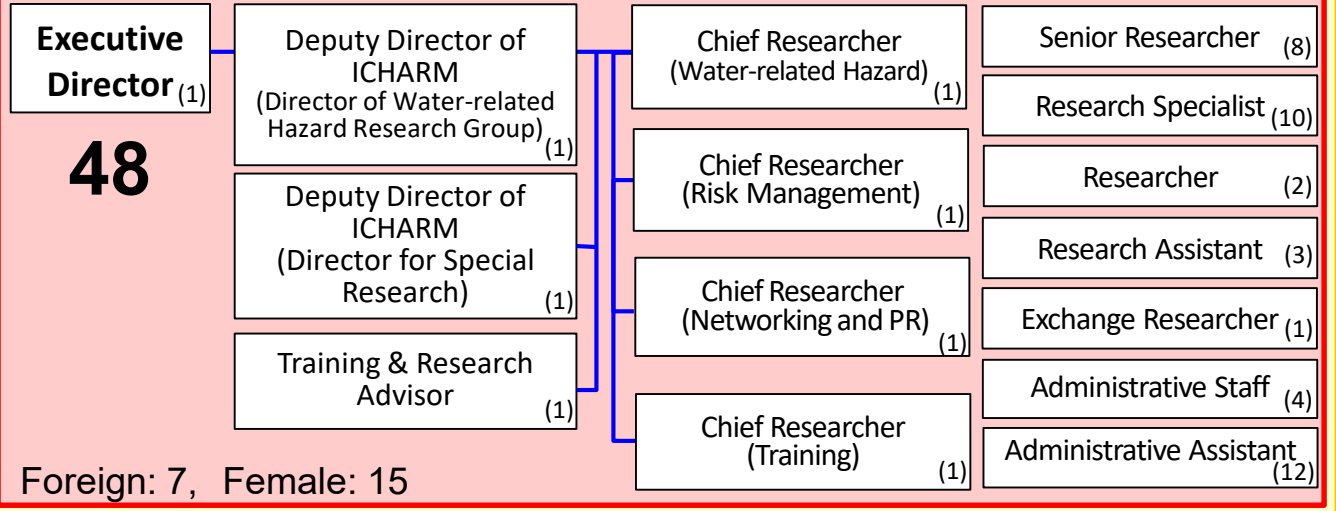 Executive
Director (1)
48
Deputy Director of
ICHARM
(Director of Water-related
Hazard Research Group)
(1)
Deputy Director of
ICHARM
(Director for Special
Research)
(1)
Training & Research
Advisor
(1)
Chief Researcher
(Water-related Hazard)
(1)
Chief Researcher
(Risk Management)
(1)
Chief Researcher
(Networking and PR)
(1)
Chief Researcher
(Training)
(1)
Senior Researcher (8)
Research Specialist (10)
Researcher (2)
Research Assistant (3)
Exchange Researcher (1)
Administrative Staff (4)
Administrative Assistant
(12)
Foreign: 7, Female: 15